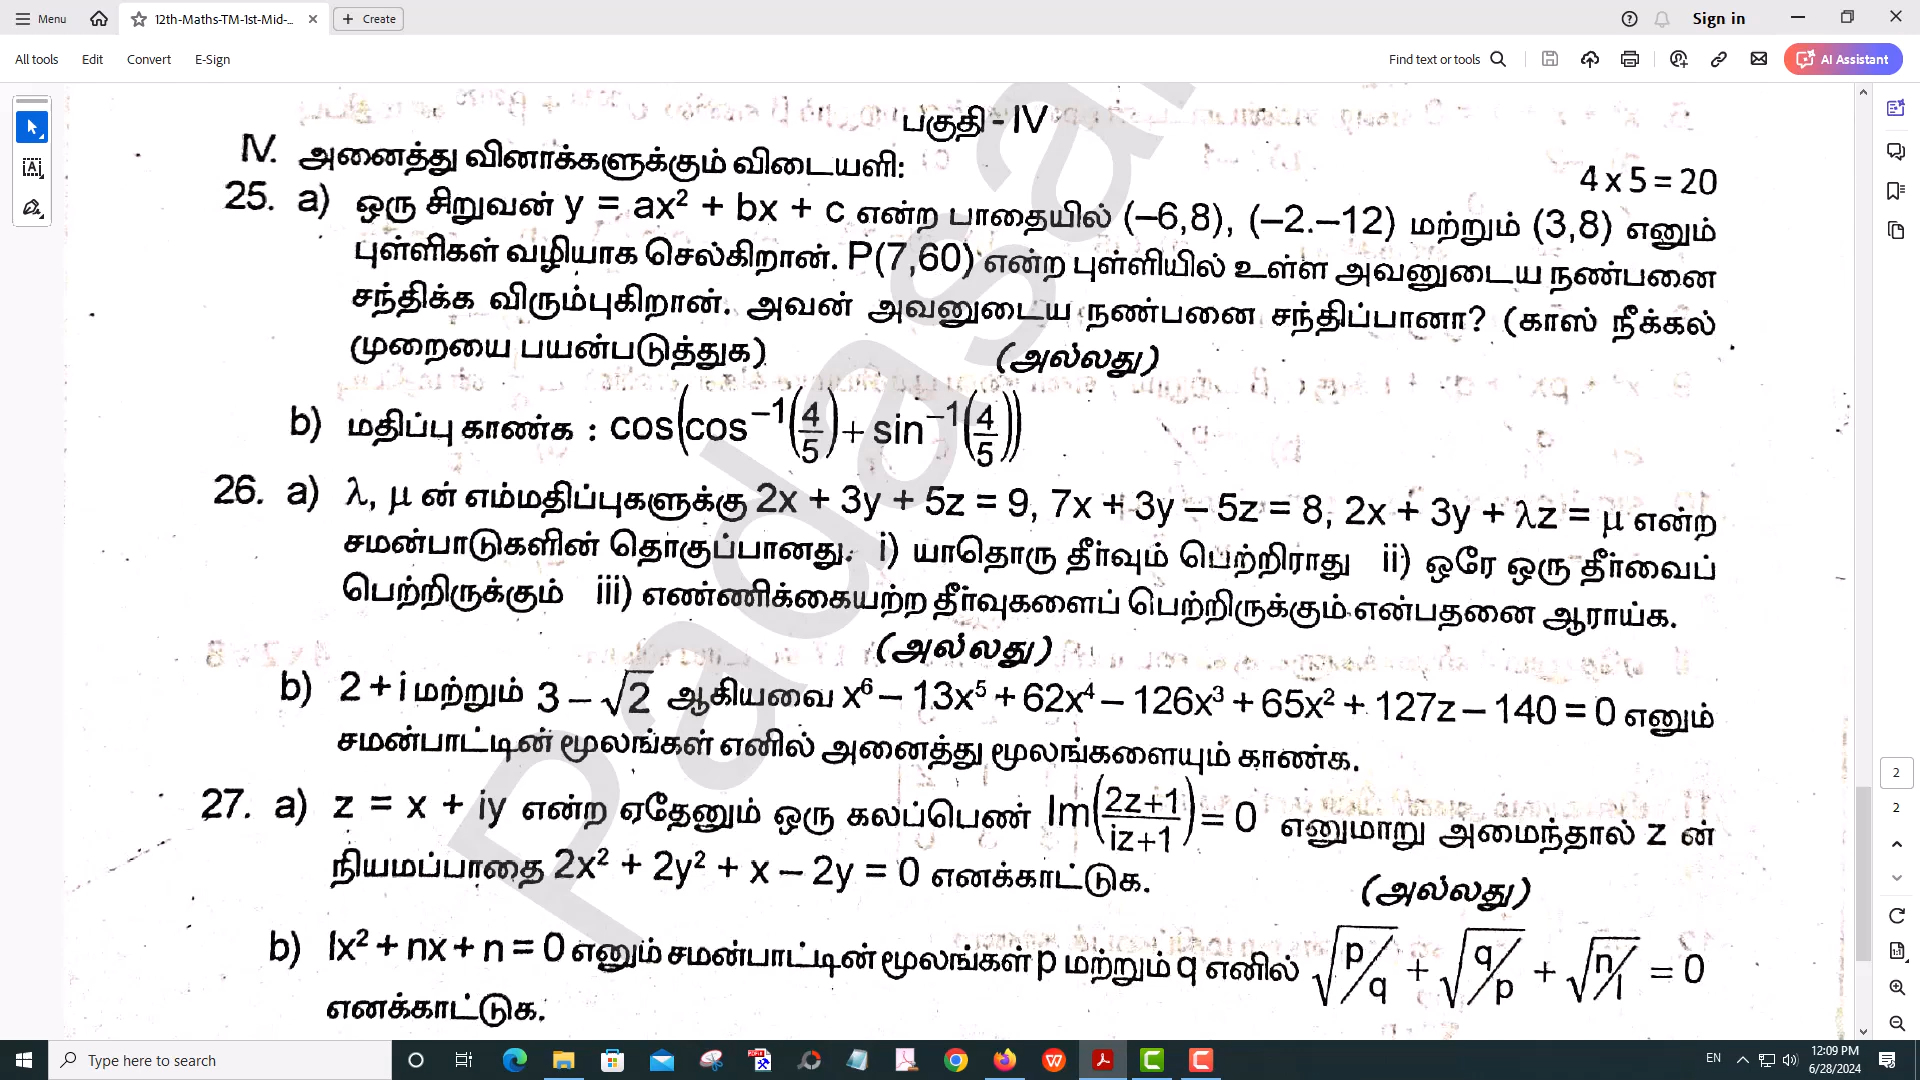 Menu
12th-Maths-TM-1st-Mid-...
Create
Sign in
All tools
Edit
Convert
E-Sign
Find text or tools
AI Assistant
பகுதி - IV
IV. அனைத்து வினாக்களுக்கும் விடையளி:
4 x 5 = 20
25. a) ஒரு சிறுவன் y = ax² + bx + c என்ற பாதையில் (–6,8), (–2.–12) மற்றும் (3,8) எனும்
புள்ளிகள் வழியாக செல்கிறான். P(7,60) என்ற புள்ளியில் உள்ள அவனுடைய நண்பனை
சந்திக்க விரும்புகிறான். அவன் அவனுடைய நண்பனை சந்திப்பானா? (காஸ் நீக்கல்
முறையை பயன்படுத்துக) (அல்லது)
b) மதிப்பு காண்க : cos(cos⁻¹(4/5) + sin⁻¹(4/5))
26. a) λ, μ ன் எம்மதிப்புகளுக்கு 2x + 3y + 5z = 9, 7x + 3y – 5z = 8, 2x + 3y + λz = μ என்ற
சமன்பாடுகளின் தொகுப்பானது. i) யாதொரு தீர்வும் பெற்றிராது ii) ஒரே ஒரு தீர்வைப்
பெற்றிருக்கும் iii) எண்ணிக்கையற்ற தீர்வுகளைப் பெற்றிருக்கும் என்பதனை ஆராய்க.
(அல்லது)
b) 2 + i மற்றும் 3 – √2 ஆகியவை x⁶ – 13x⁵ + 62x⁴ – 126x³ + 65x² + 127z – 140 = 0 எனும்
சமன்பாட்டின் மூலங்கள் எனில் அனைத்து மூலங்களையும் காண்க.
27. a) z = x + iy என்ற ஏதேனும் ஒரு கலப்பெண் Im((2z+1)/(iz+1)) = 0 எனுமாறு அமைந்தால் z ன்
நியமப்பாதை 2x² + 2y² + x – 2y = 0 எனக்காட்டுக. (அல்லது)
b) lx² + nx + n = 0 எனும் சமன்பாட்டின் மூலங்கள் p மற்றும் q எனில் √(p/q) + √(q/p) + √(n/l) = 0
எனக்காட்டுக.
Padasa
2
2
Type here to search
EN
12:09 PM
6/28/2024